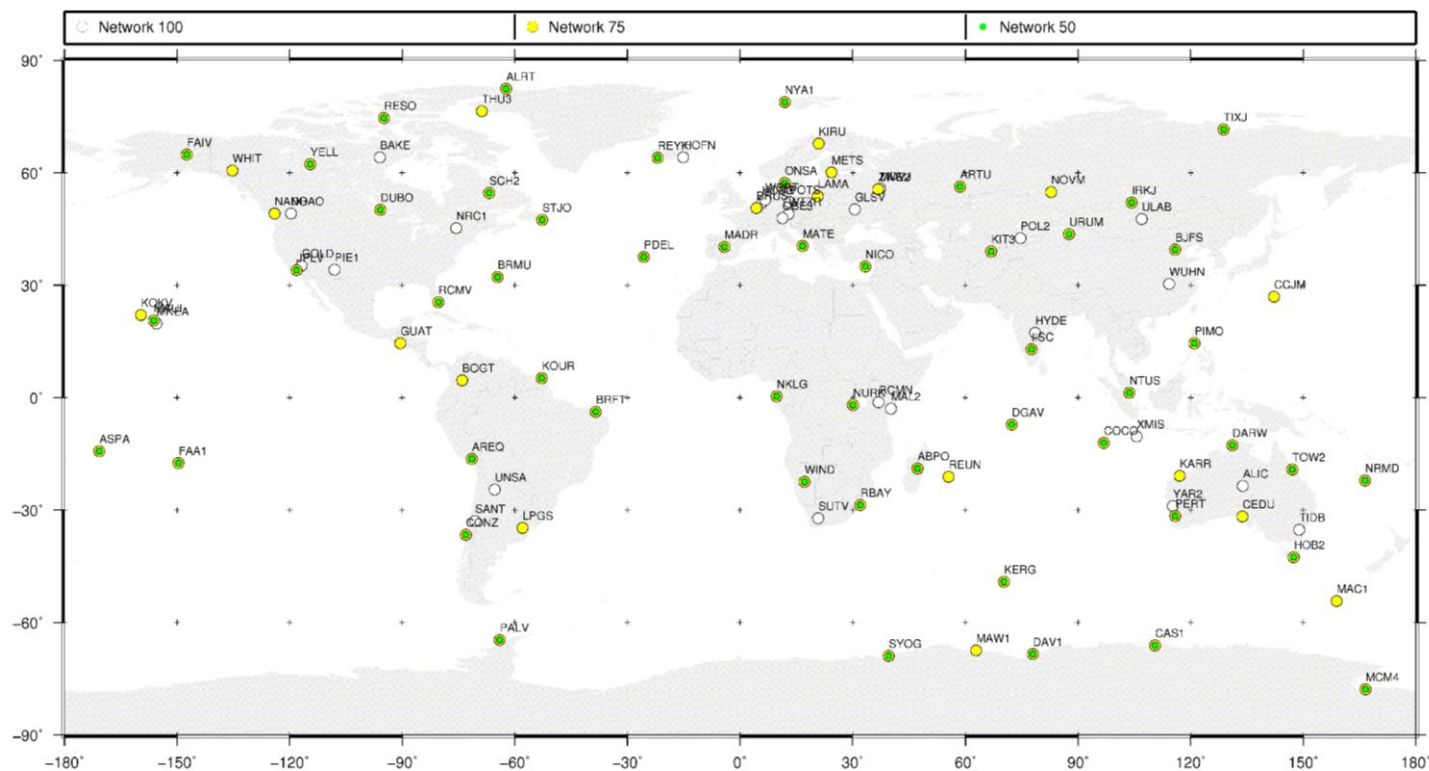 Network 100
Network 75
Network 50
90°
60°
30°
0°
−30°
−60°
−90°
ALRT
THU3
RESO
NYA1
TIXJ
FAIV
WHIT
YELL
BAKE
REYK
HOFN
KIRU
METS
ONSA
LAMA
ARTU
NOVM
IRKJ
SCH2
DUBO
STJO
NRC1
GLSV
POL2
URUM
ULAB
KIT3
BJFS
PDEL
MADR
MATE
NICO
GOLD
PIE1
BRMU
RCMV
WUHN
CCJM
KOKV
GUAT
HYDE
PIMO
BOGT
KOUR
NKLG
MAL2
NTUS
BRFT
DGAV
COCO
XMIS
DARW
ASPA
FAA1
AREQ
UNSA
WIND
ABPO
REUN
KARR
ALIC
TOW2
NRMD
SANT
CONZ
LPGS
SUTV
RBAY
YAR2
PERT
CEDU
TIDB
HOB2
KERG
MAC1
PALV
SYOG
MAW1
DAV1
CAS1
MCM4
−180°
−150°
−120°
−90°
−60°
−30°
0°
30°
60°
90°
120°
150°
180°